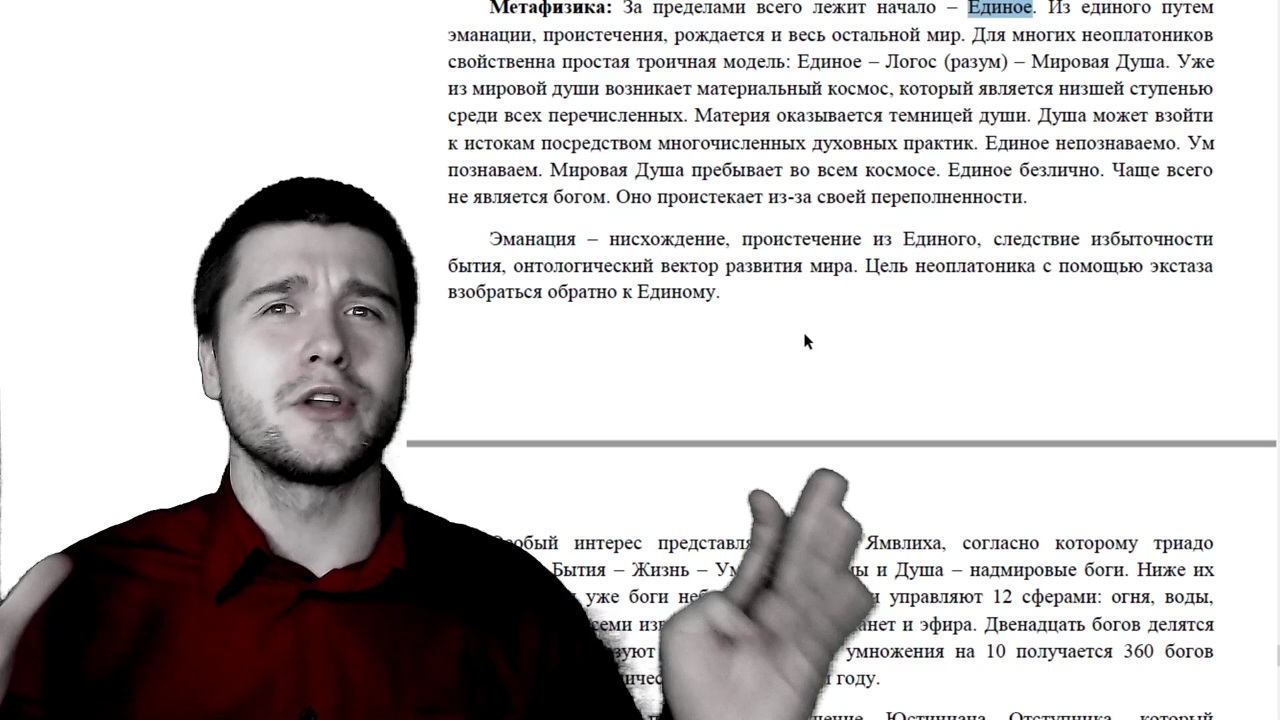 Метафизика: За пределами всего лежит начало – Единое. Из единого путем
эманации, проистечения, рождается и весь остальной мир. Для многих неоплатоников
свойственна простая троичная модель: Единое – Логос (разум) – Мировая Душа. Уже
из мировой души возникает материальный космос, который является низшей ступенью
среди всех перечисленных. Материя оказывается темницей души. Душа может взойти
к истокам посредством многочисленных духовных практик. Единое непознаваемо. Ум
познаваем. Мировая Душа пребывает во всем космосе. Единое безлично. Чаще всего
не является богом. Оно проистекает из-за своей переполненности.
Эманация – нисхождение, проистечение из Единого, следствие избыточности
бытия, онтологический вектор развития мира. Цель неоплатоника с помощью экстаза
взобраться обратно к Единому.
интерес Ямвлиха, согласно которому триадо
Бытия – Жизнь – и Душа – надмировые боги. Ниже их
уже боги управляют 12 сферами: огня, воды,
и эфира. Двенадцать богов делятся
умножения на 10 получается 360 богов
году.
Юстиниана Отступника, который